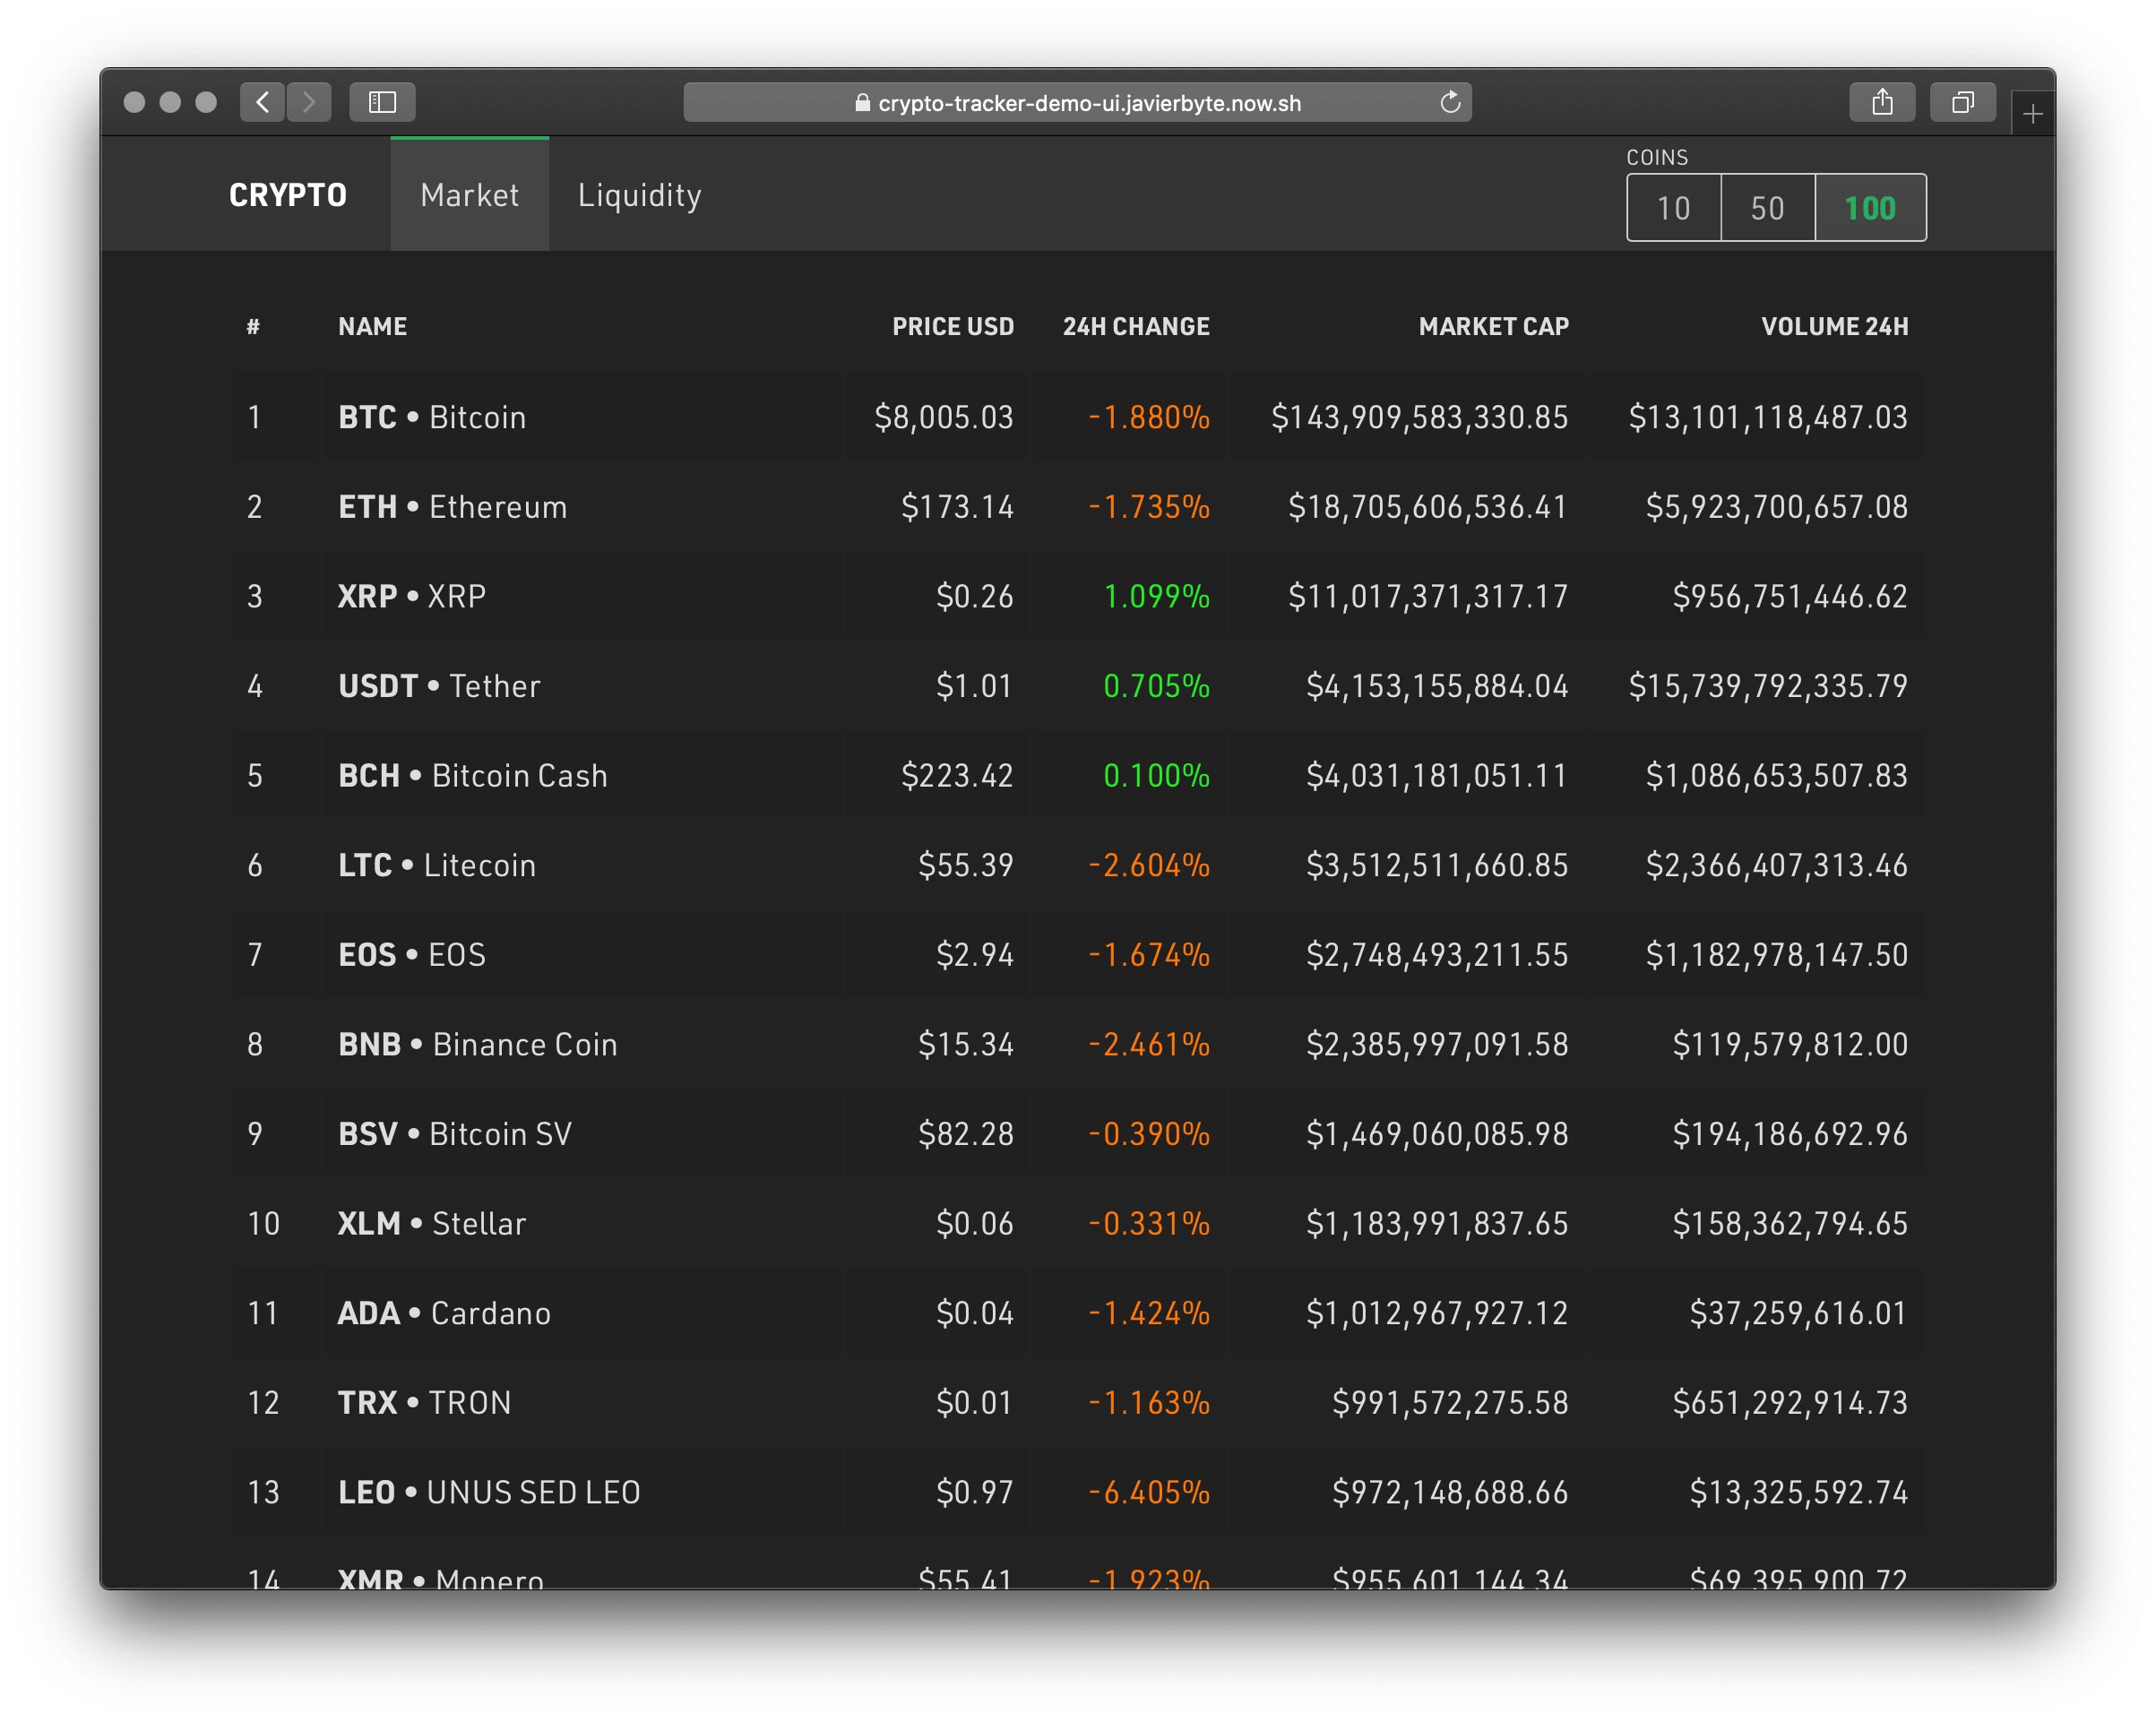 crypto-tracker-demo-ui.javierbyte.now.sh
CRYPTO Market Liquidity
COINS
10 50 100
# NAME PRICE USD 24H CHANGE MARKET CAP VOLUME 24H
1 BTC • Bitcoin $8,005.03 -1.880% $143,909,583,330.85 $13,101,118,487.03
2 ETH • Ethereum $173.14 -1.735% $18,705,606,536.41 $5,923,700,657.08
3 XRP • XRP $0.26 1.099% $11,017,371,317.17 $956,751,446.62
4 USDT • Tether $1.01 0.705% $4,153,155,884.04 $15,739,792,335.79
5 BCH • Bitcoin Cash $223.42 0.100% $4,031,181,051.11 $1,086,653,507.83
6 LTC • Litecoin $55.39 -2.604% $3,512,511,660.85 $2,366,407,313.46
7 EOS • EOS $2.94 -1.674% $2,748,493,211.55 $1,182,978,147.50
8 BNB • Binance Coin $15.34 -2.461% $2,385,997,091.58 $119,579,812.00
9 BSV • Bitcoin SV $82.28 -0.390% $1,469,060,085.98 $194,186,692.96
10 XLM • Stellar $0.06 -0.331% $1,183,991,837.65 $158,362,794.65
11 ADA • Cardano $0.04 -1.424% $1,012,967,927.12 $37,259,616.01
12 TRX • TRON $0.01 -1.163% $991,572,275.58 $651,292,914.73
13 LEO • UNUS SED LEO $0.97 -6.405% $972,148,688.66 $13,325,592.74
14 XMR • Monero $55.41 -1.923% $955,601,144.34 $69,395,900.72